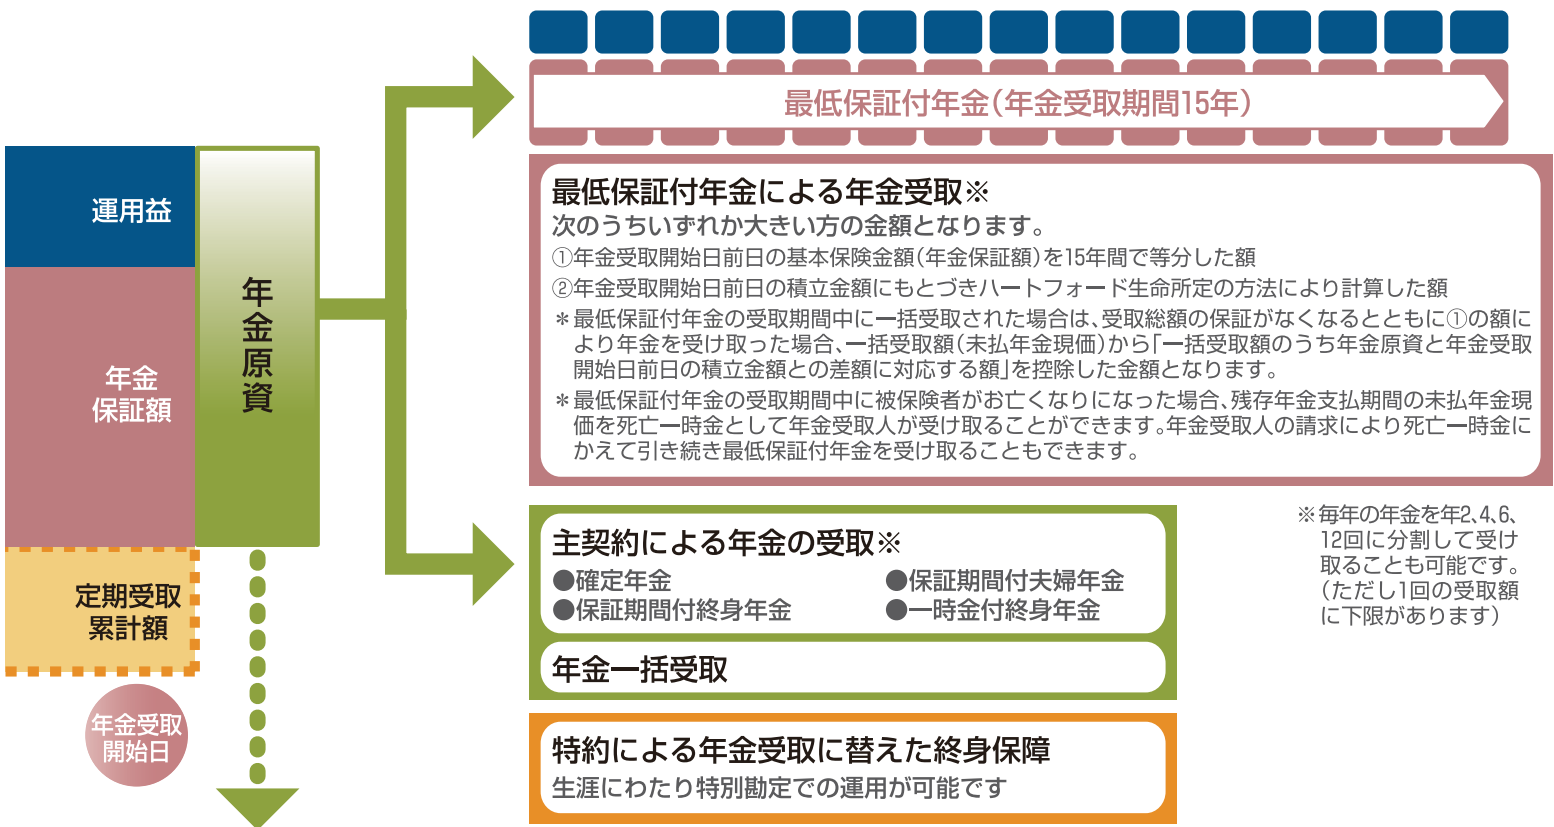 最低保証付年金(年金受取期間15年)
運用益
年金
保証額
年金原資
定期受取
累計額
年金受取
開始日
最低保証付年金による年金受取※
次のうちいずれか大きい方の金額となります。
①年金受取開始日前日の基本保険金額(年金保証額)を15年間で等分した額
②年金受取開始日前日の積立金額にもとづきハートフォード生命所定の方法により計算した額
＊最低保証付年金の受取期間中に一括受取された場合は、受取総額の保証がなくなるとともに①の額に
より年金を受け取った場合、一括受取額(未払年金現価)から「一括受取額のうち年金原資と年金受取
開始日前日の積立金額との差額に対応する額」を控除した金額となります。
＊最低保証付年金の受取期間中に被保険者がお亡くなりになった場合、残存年金支払期間の未払年金現
価を死亡一時金として年金受取人が受け取ることができます。年金受取人の請求により死亡一時金に
かえて引き続き最低保証付年金を受け取ることもできます。
主契約による年金の受取※
●確定年金 ●保証期間付夫婦年金
●保証期間付終身年金 ●一時金付終身年金
年金一括受取
※毎年の年金を年2、4、6、
12回に分割して受け
取ることも可能です。
(ただし1回の受取額
に下限があります)
特約による年金受取に替えた終身保障
生涯にわたり特別勘定での運用が可能です